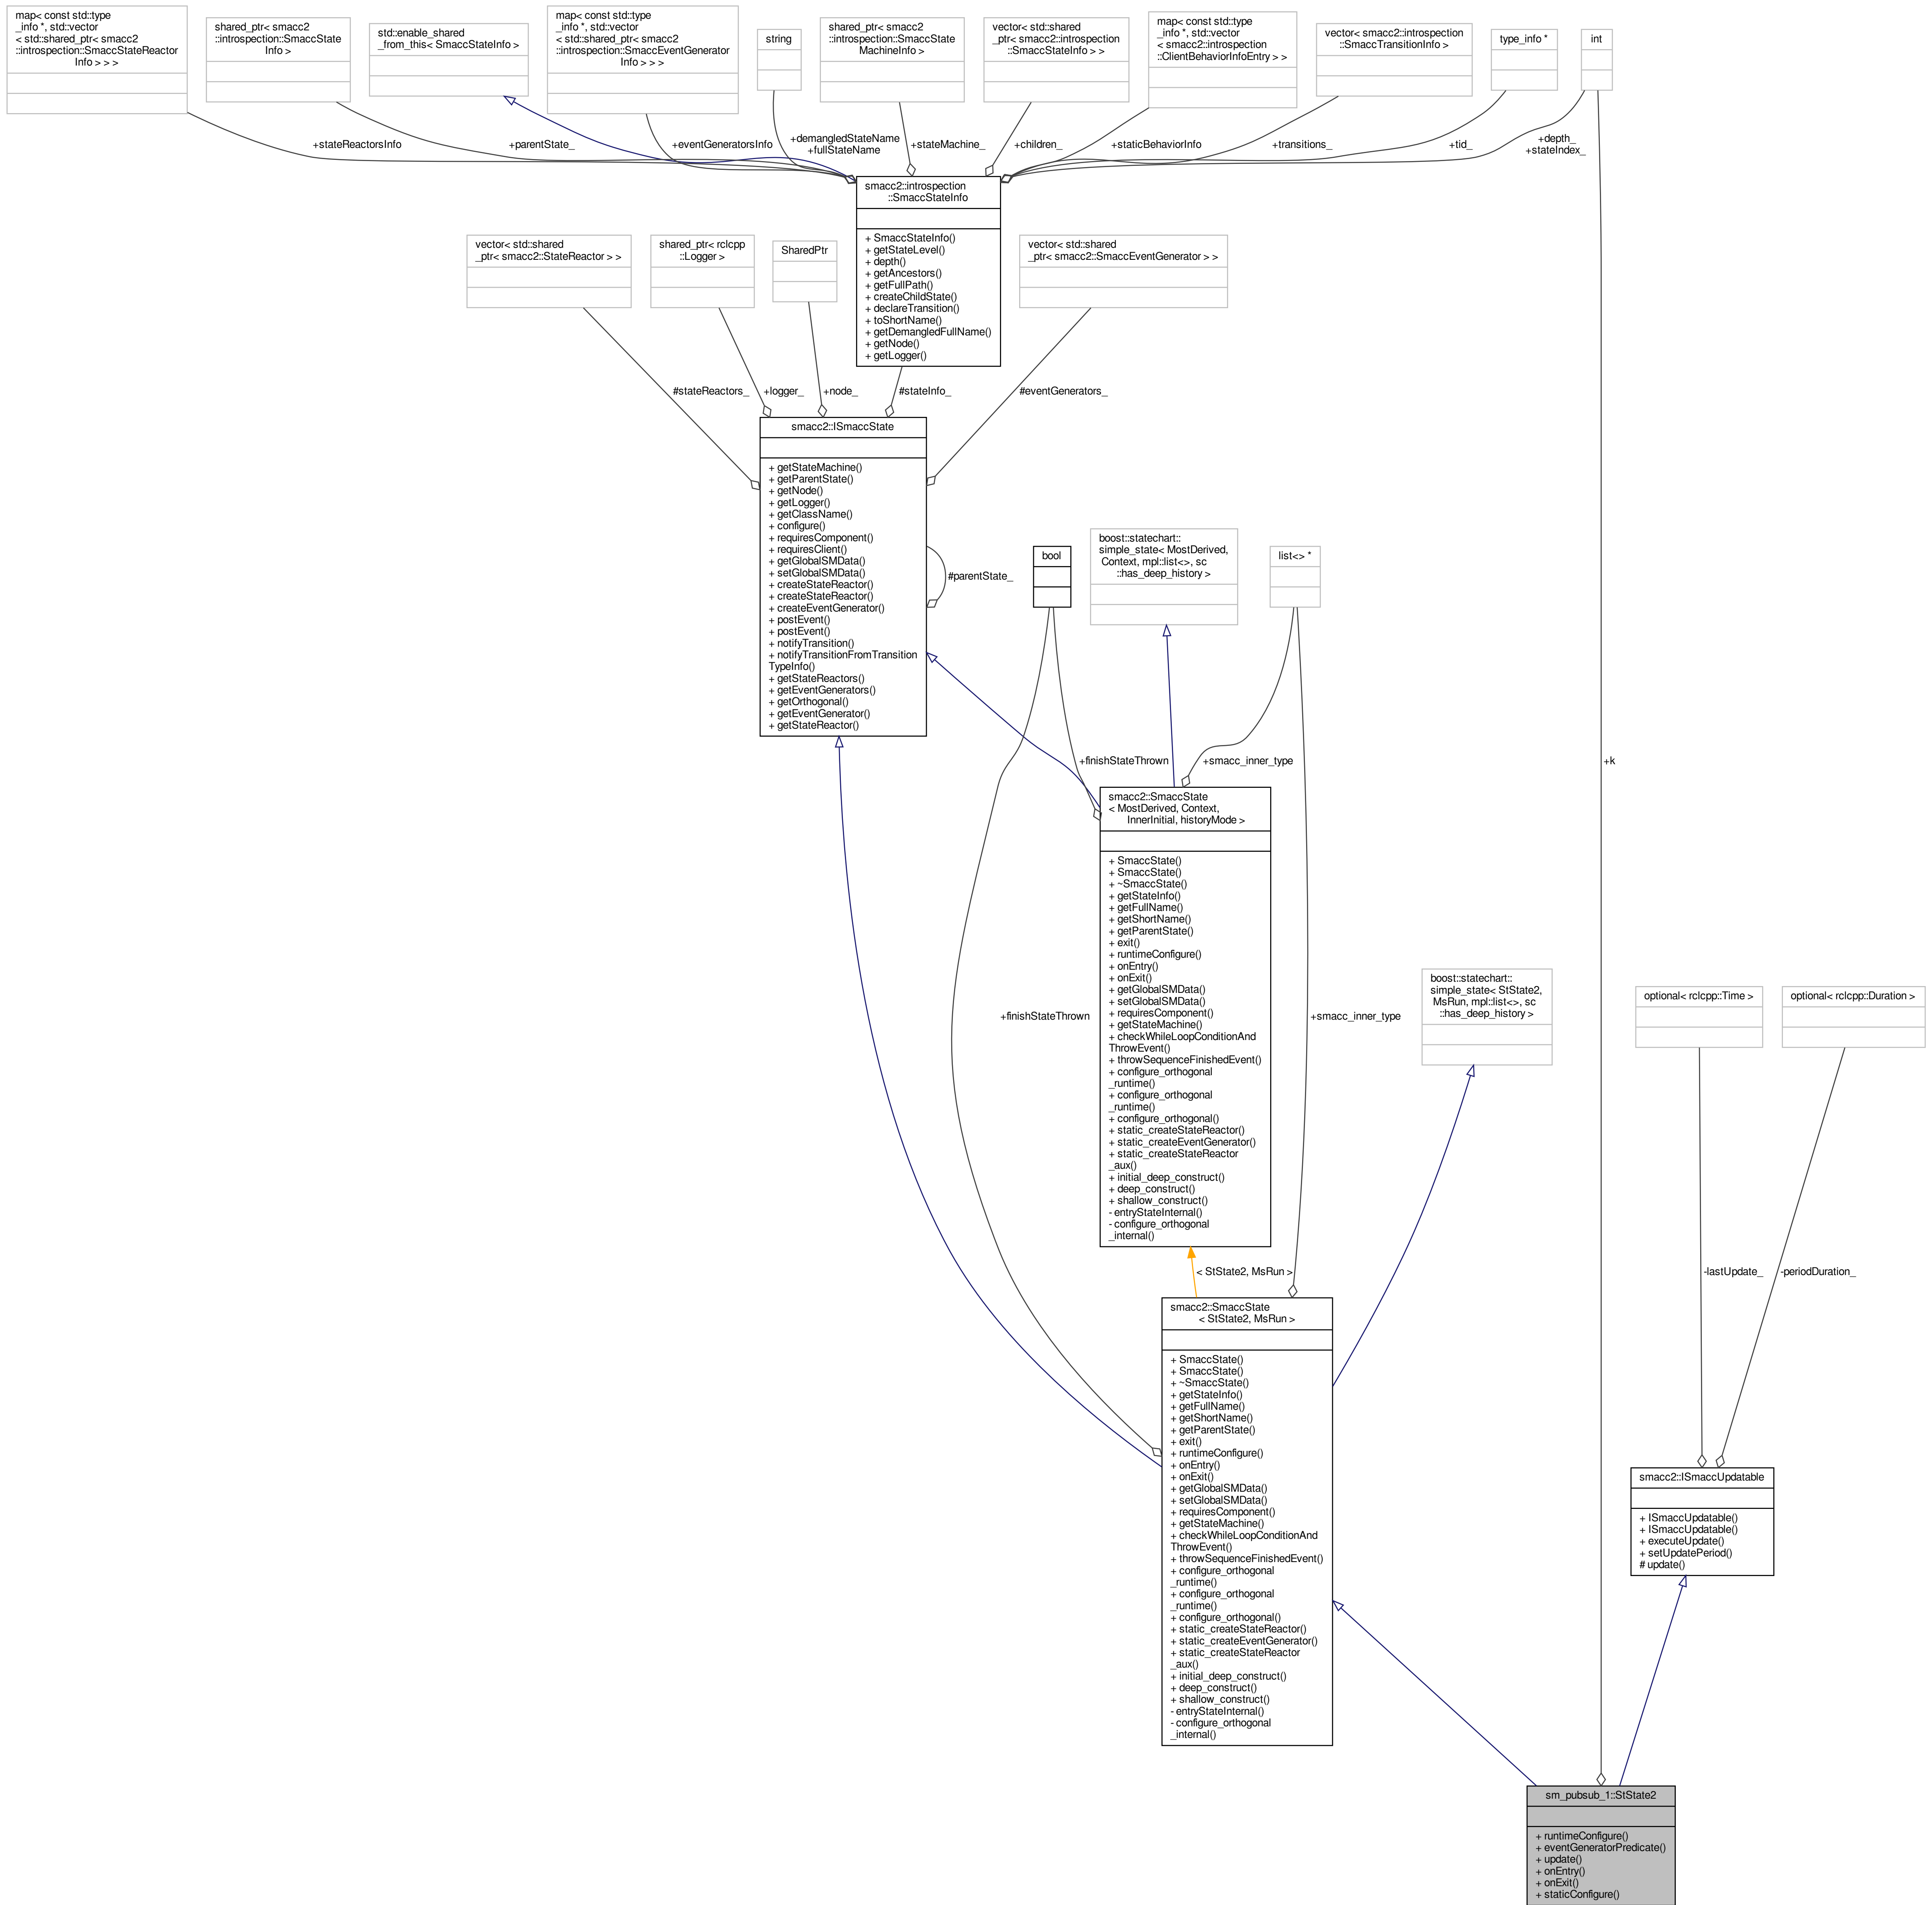 map< const std::type
_info *, std::vector
< std::shared_ptr< smacc2
::introspection::SmaccStateReactor
Info > > >
shared_ptr< smacc2
::introspection::SmaccState
Info >
std::enable_shared
_from_this< SmaccStateInfo >
map< const std::type
_info *, std::vector
< std::shared_ptr< smacc2
::introspection::SmaccEventGenerator
Info > > >
string
shared_ptr< smacc2
::introspection::SmaccState
MachineInfo >
vector< std::shared
_ptr< smacc2::introspection
::SmaccStateInfo > >
map< const std::type
_info *, std::vector
< smacc2::introspection
::ClientBehaviorInfoEntry > >
vector< smacc2::introspection
::SmaccTransitionInfo >
type_info *
int
+stateReactorsInfo
+parentState_
+eventGeneratorsInfo
+demangledStateName
+fullStateName
+stateMachine_
+children_
+staticBehaviorInfo
+transitions_
+tid_
+depth_
+stateIndex_
smacc2::introspection
::SmaccStateInfo
+ SmaccStateInfo()
+ getStateLevel()
+ depth()
+ getAncestors()
+ getFullPath()
+ createChildState()
+ declareTransition()
+ toShortName()
+ getDemangledFullName()
+ getNode()
+ getLogger()
vector< std::shared
_ptr< smacc2::StateReactor > >
shared_ptr< rclcpp
::Logger >
SharedPtr
vector< std::shared
_ptr< smacc2::SmaccEventGenerator > >
#stateReactors_
+logger_
+node_
#stateInfo_
#eventGenerators_
smacc2::ISmaccState
+ getStateMachine()
+ getParentState()
+ getNode()
+ getLogger()
+ getClassName()
+ configure()
+ requiresComponent()
+ requiresClient()
+ getGlobalSMData()
+ setGlobalSMData()
+ createStateReactor()
+ createStateReactor()
+ createEventGenerator()
+ postEvent()
+ postEvent()
+ notifyTransition()
+ notifyTransitionFromTransition
TypeInfo()
+ getStateReactors()
+ getEventGenerators()
+ getOrthogonal()
+ getEventGenerator()
+ getStateReactor()
#parentState_
bool
boost::statechart::
simple_state< MostDerived,
Context, mpl::list<>, sc
::has_deep_history >
list<> *
+finishStateThrown
+smacc_inner_type
+k
smacc2::SmaccState
< MostDerived, Context,
InnerInitial, historyMode >
+ SmaccState()
+ SmaccState()
+ ~SmaccState()
+ getStateInfo()
+ getFullName()
+ getShortName()
+ getParentState()
+ exit()
+ runtimeConfigure()
+ onEntry()
+ onExit()
+ getGlobalSMData()
+ setGlobalSMData()
+ requiresComponent()
+ getStateMachine()
+ checkWhileLoopConditionAnd
ThrowEvent()
+ throwSequenceFinishedEvent()
+ configure_orthogonal
_runtime()
+ configure_orthogonal
_runtime()
+ configure_orthogonal()
+ static_createStateReactor()
+ static_createEventGenerator()
+ static_createStateReactor
_aux()
+ initial_deep_construct()
+ deep_construct()
+ shallow_construct()
- entryStateInternal()
- configure_orthogonal
_internal()
+finishStateThrown
+smacc_inner_type
boost::statechart::
simple_state< StState2,
MsRun, mpl::list<>, sc
::has_deep_history >
optional< rclcpp::Time >
optional< rclcpp::Duration >
< StState2, MsRun >
-lastUpdate_
-periodDuration_
smacc2::SmaccState
< StState2, MsRun >
+ SmaccState()
+ SmaccState()
+ ~SmaccState()
+ getStateInfo()
+ getFullName()
+ getShortName()
+ getParentState()
+ exit()
+ runtimeConfigure()
+ onEntry()
+ onExit()
+ getGlobalSMData()
+ setGlobalSMData()
+ requiresComponent()
+ getStateMachine()
+ checkWhileLoopConditionAnd
ThrowEvent()
+ throwSequenceFinishedEvent()
+ configure_orthogonal
_runtime()
+ configure_orthogonal
_runtime()
+ configure_orthogonal()
+ static_createStateReactor()
+ static_createEventGenerator()
+ static_createStateReactor
_aux()
+ initial_deep_construct()
+ deep_construct()
+ shallow_construct()
- entryStateInternal()
- configure_orthogonal
_internal()
smacc2::ISmaccUpdatable
+ ISmaccUpdatable()
+ ISmaccUpdatable()
+ executeUpdate()
+ setUpdatePeriod()
# update()
sm_pubsub_1::StState2
+ runtimeConfigure()
+ eventGeneratorPredicate()
+ update()
+ onEntry()
+ onExit()
+ staticConfigure()